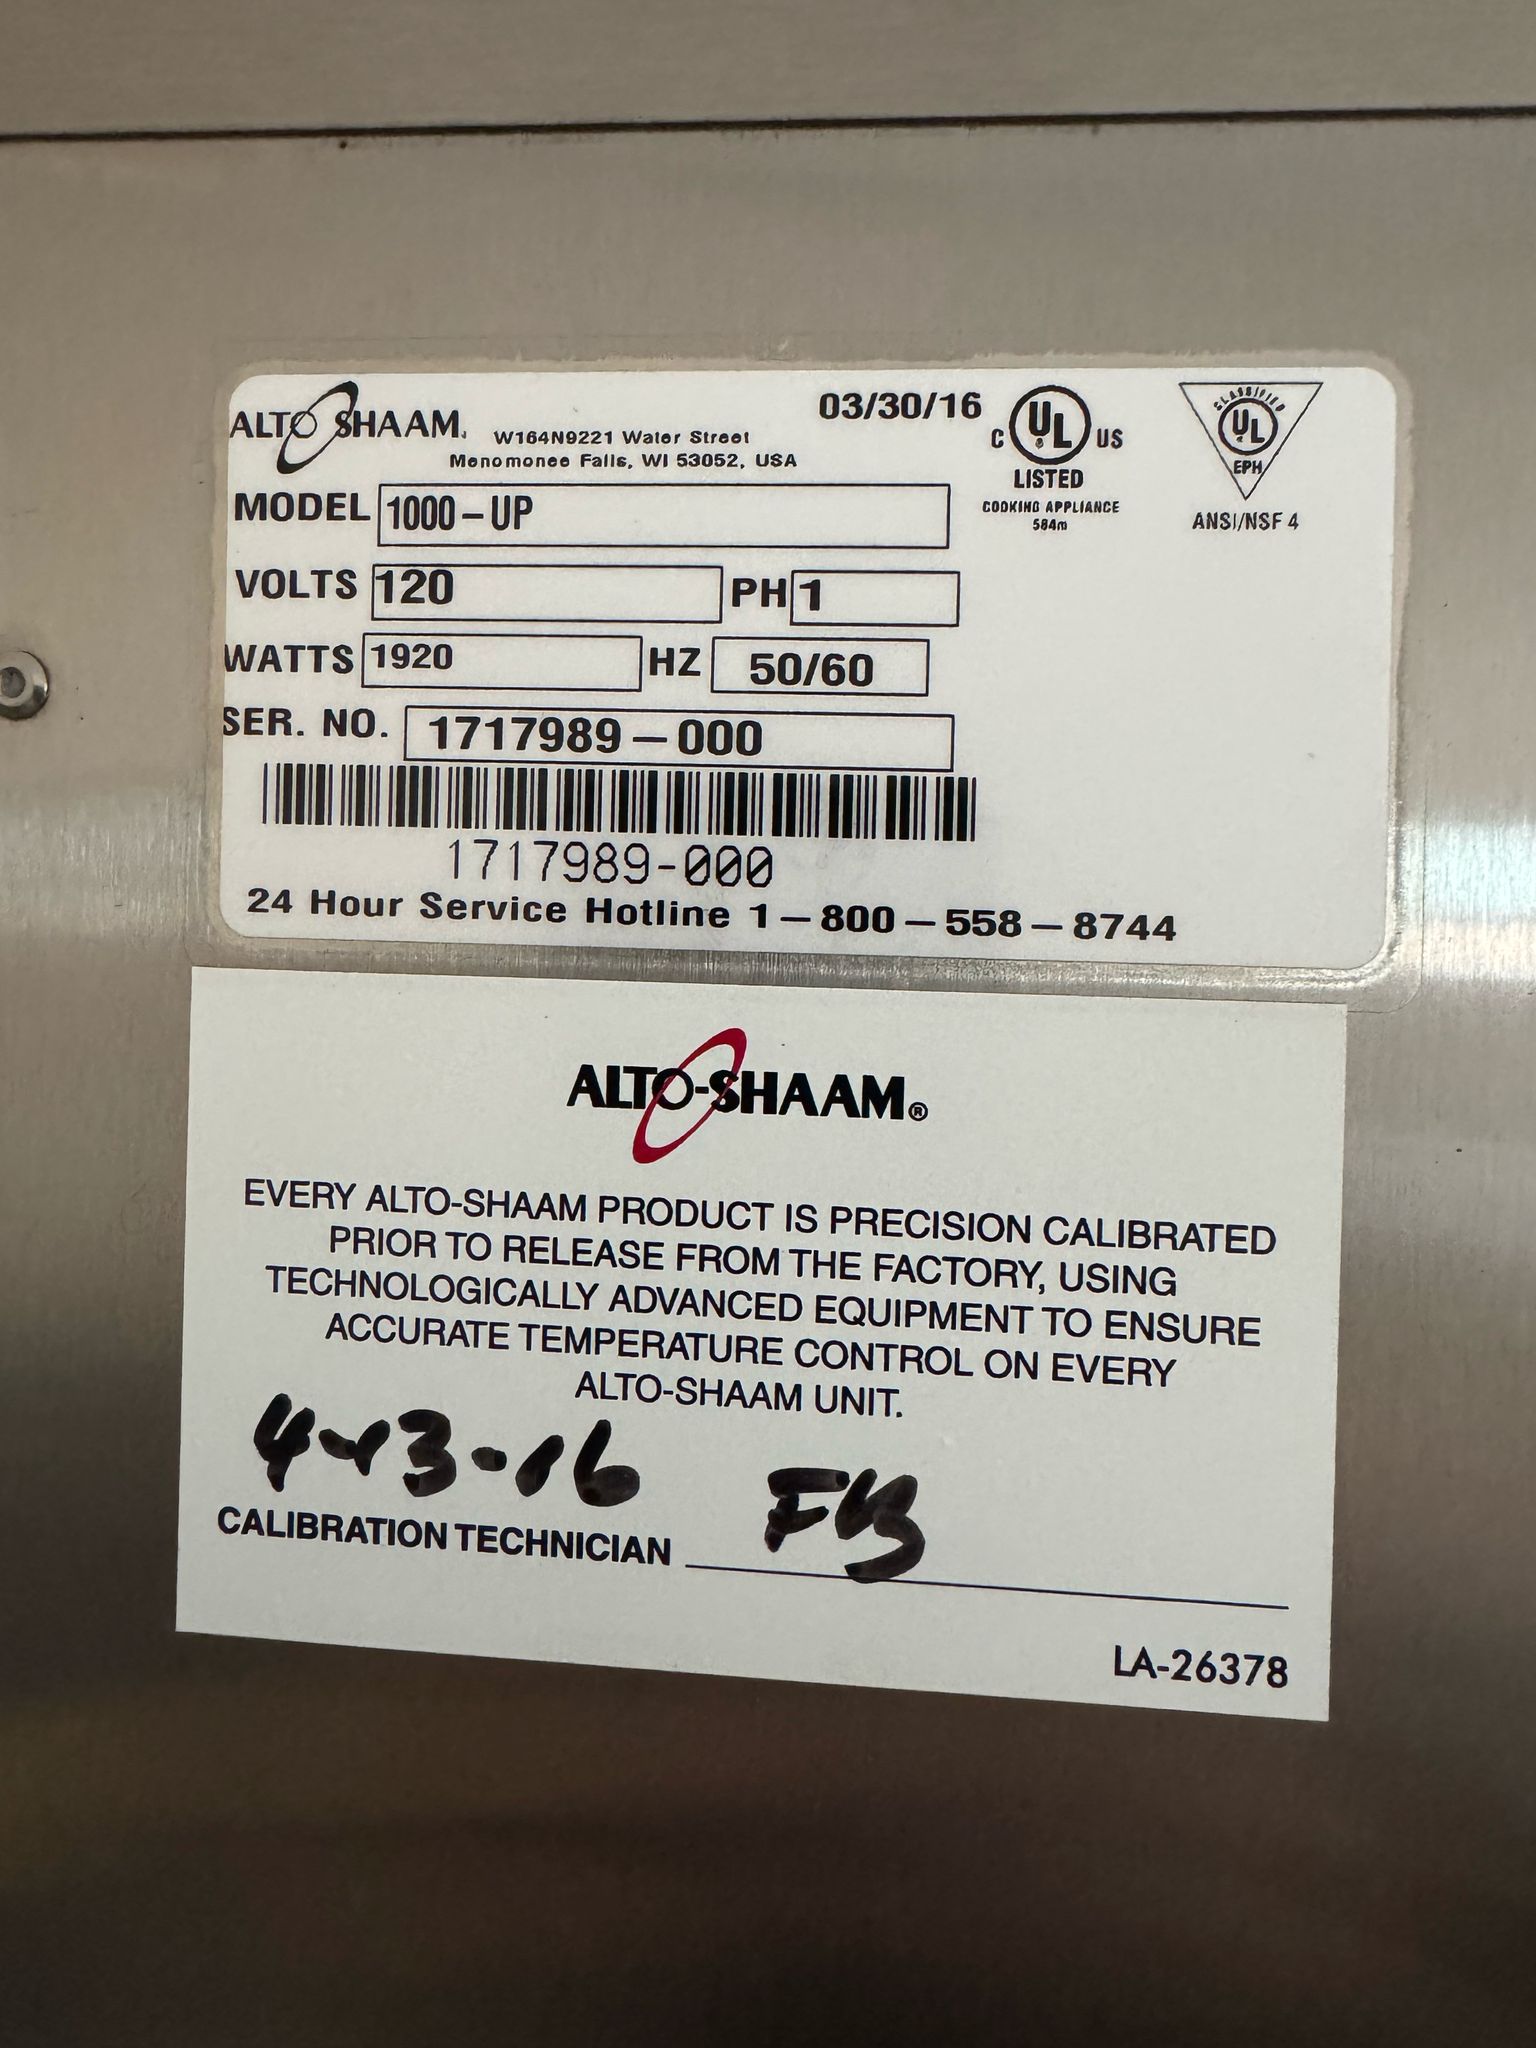 ALTO SHAAM.
W164N9221 Water Street
Menomonee Falls, WI 53052, USA
03/30/16
C UL US
LISTED
COOKING APPLIANCE
584m
CLASSIFIED
UL
EPH
ANSI/NSF 4
MODEL 1000-UP
VOLTS 120 PH 1
WATTS 1920 HZ 50/60
SER. NO. 1717989-000
1717989-000
24 Hour Service Hotline 1-800-558-8744
ALTO-SHAAM®
EVERY ALTO-SHAAM PRODUCT IS PRECISION CALIBRATED
PRIOR TO RELEASE FROM THE FACTORY, USING
TECHNOLOGICALLY ADVANCED EQUIPMENT TO ENSURE
ACCURATE TEMPERATURE CONTROL ON EVERY
ALTO-SHAAM UNIT.
4-13-16
CALIBRATION TECHNICIAN
LA-26378